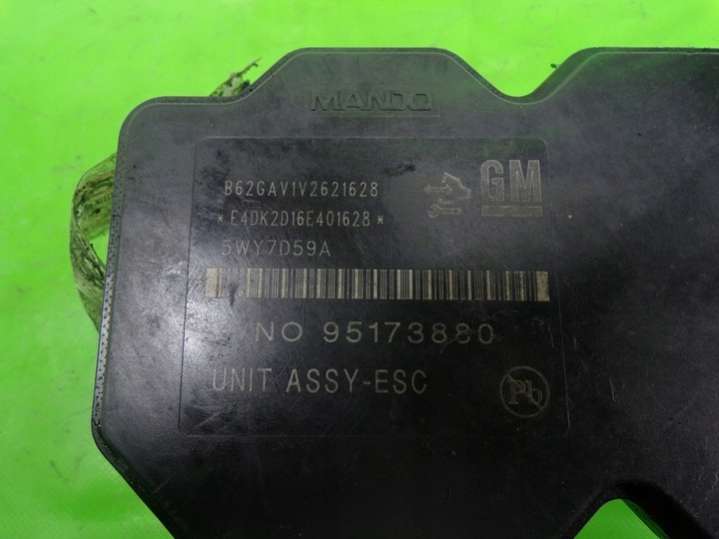 MANDO
B62GAV1V2621628
GM
*E4DK2D16E401628*
5WY7D59A
NO 95173880
UNIT ASSY-ESC
Pb